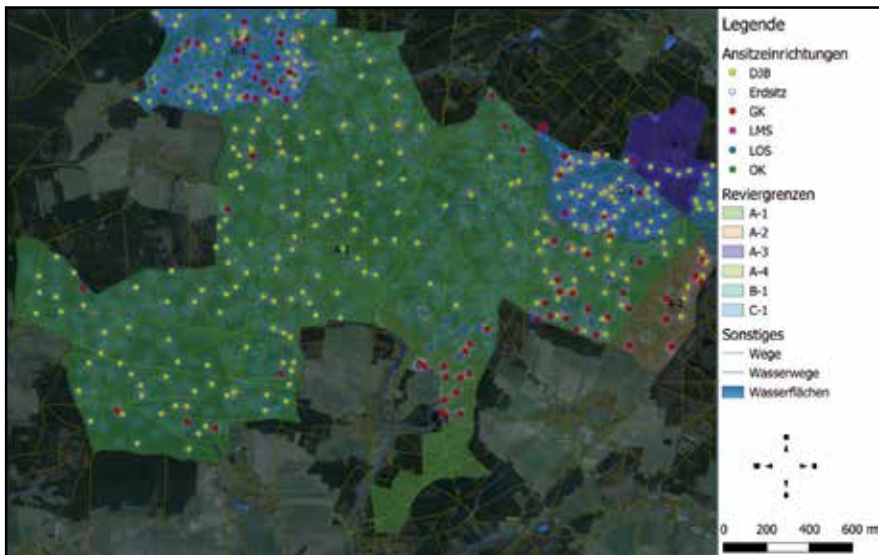 Legende
Ansitzeinrichtungen
DJB
Erdsitz
GK
LMS
LOS
OK
Reviergrenzen
A-1
A-2
A-3
A-4
B-1
C-1
Sonstiges
Wege
Wasserwege
Wasserflächen
0 200 400 600 m